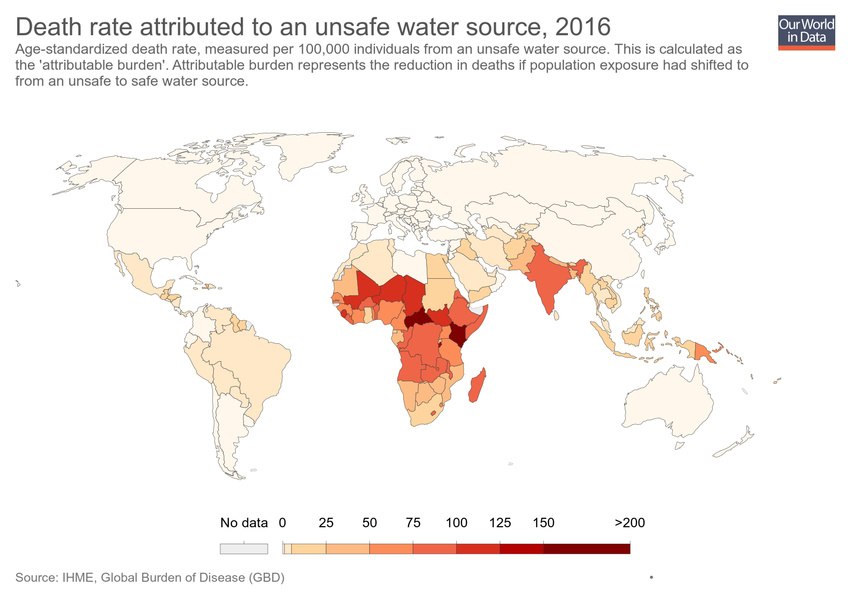 Death rate attributed to an unsafe water source, 2016
Our World
in Data
Age-standardized death rate, measured per 100,000 individuals from an unsafe water source. This is calculated as
the 'attributable burden'. Attributable burden represents the reduction in deaths if population exposure had shifted to
from an unsafe to safe water source.
No data 0 25 50 75 100 125 150 >200
Source: IHME, Global Burden of Disease (GBD)